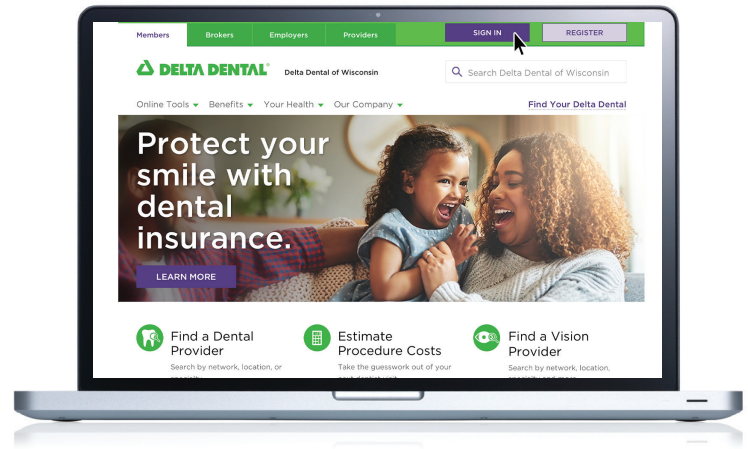 Members Brokers Employers Providers SIGN IN REGISTER
DELTA DENTAL® Delta Dental of Wisconsin Search Delta Dental of Wisconsin
Online Tools Benefits Your Health Our Company Find Your Delta Dental
Protect your
smile with
dental
insurance.
LEARN MORE
Find a Dental
Provider
Search by network, location, or
Estimate
Procedure Costs
Take the guesswork out of your
Find a Vision
Provider
Search by network, location,